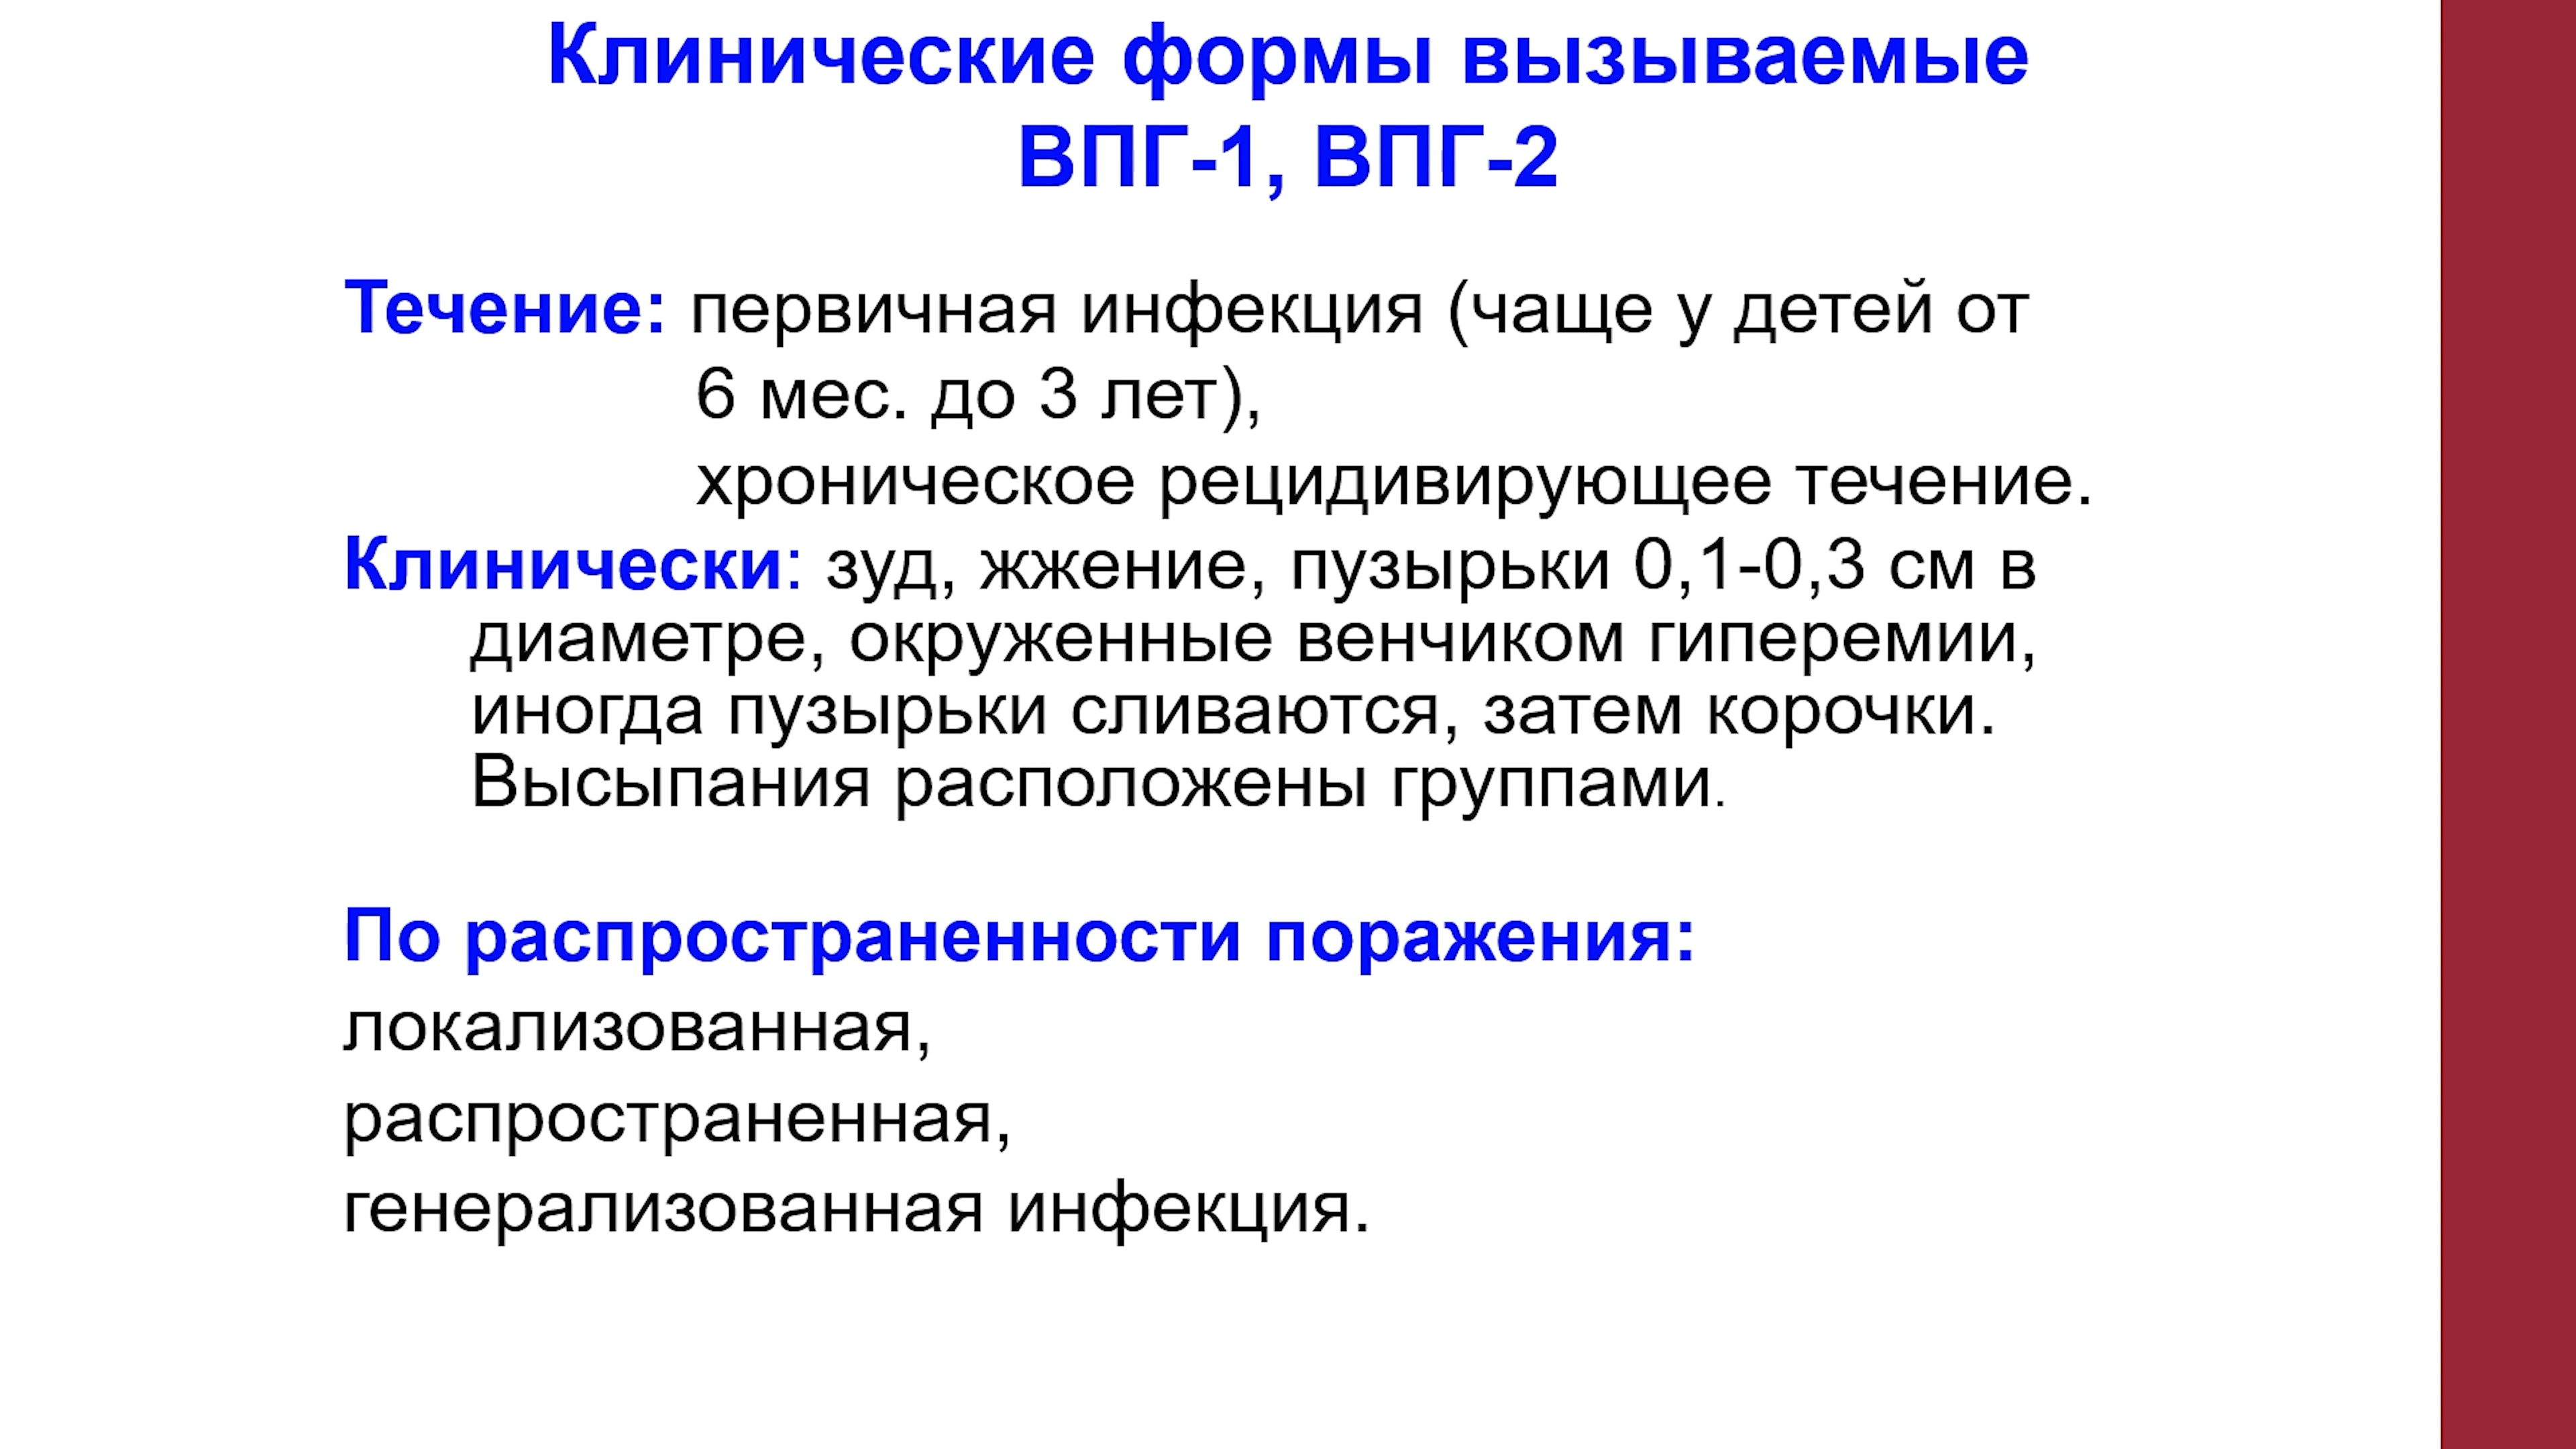 Клинические формы вызываемые
ВПГ-1, ВПГ-2
Течение: первичная инфекция (чаще у детей от
6 мес. до 3 лет),
хроническое рецидивирующее течение.
Клинически: зуд, жжение, пузырьки 0,1-0,3 см в
диаметре, окруженные венчиком гиперемии,
иногда пузырьки сливаются, затем корочки.
Высыпания расположены группами.
По распространенности поражения:
локализованная,
распространенная,
генерализованная инфекция.